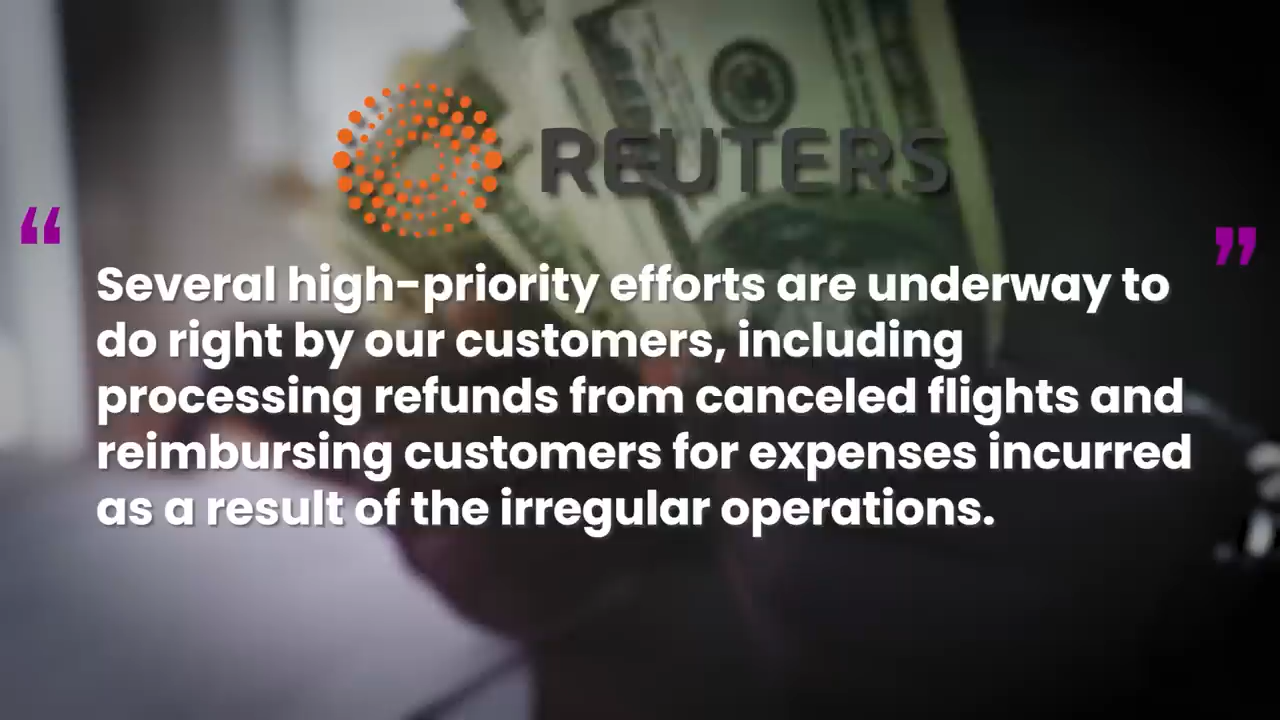 REUTERS
“
”
Several high-priority efforts are underway to
do right by our customers, including
processing refunds from canceled flights and
reimbursing customers for expenses incurred
as a result of the irregular operations.